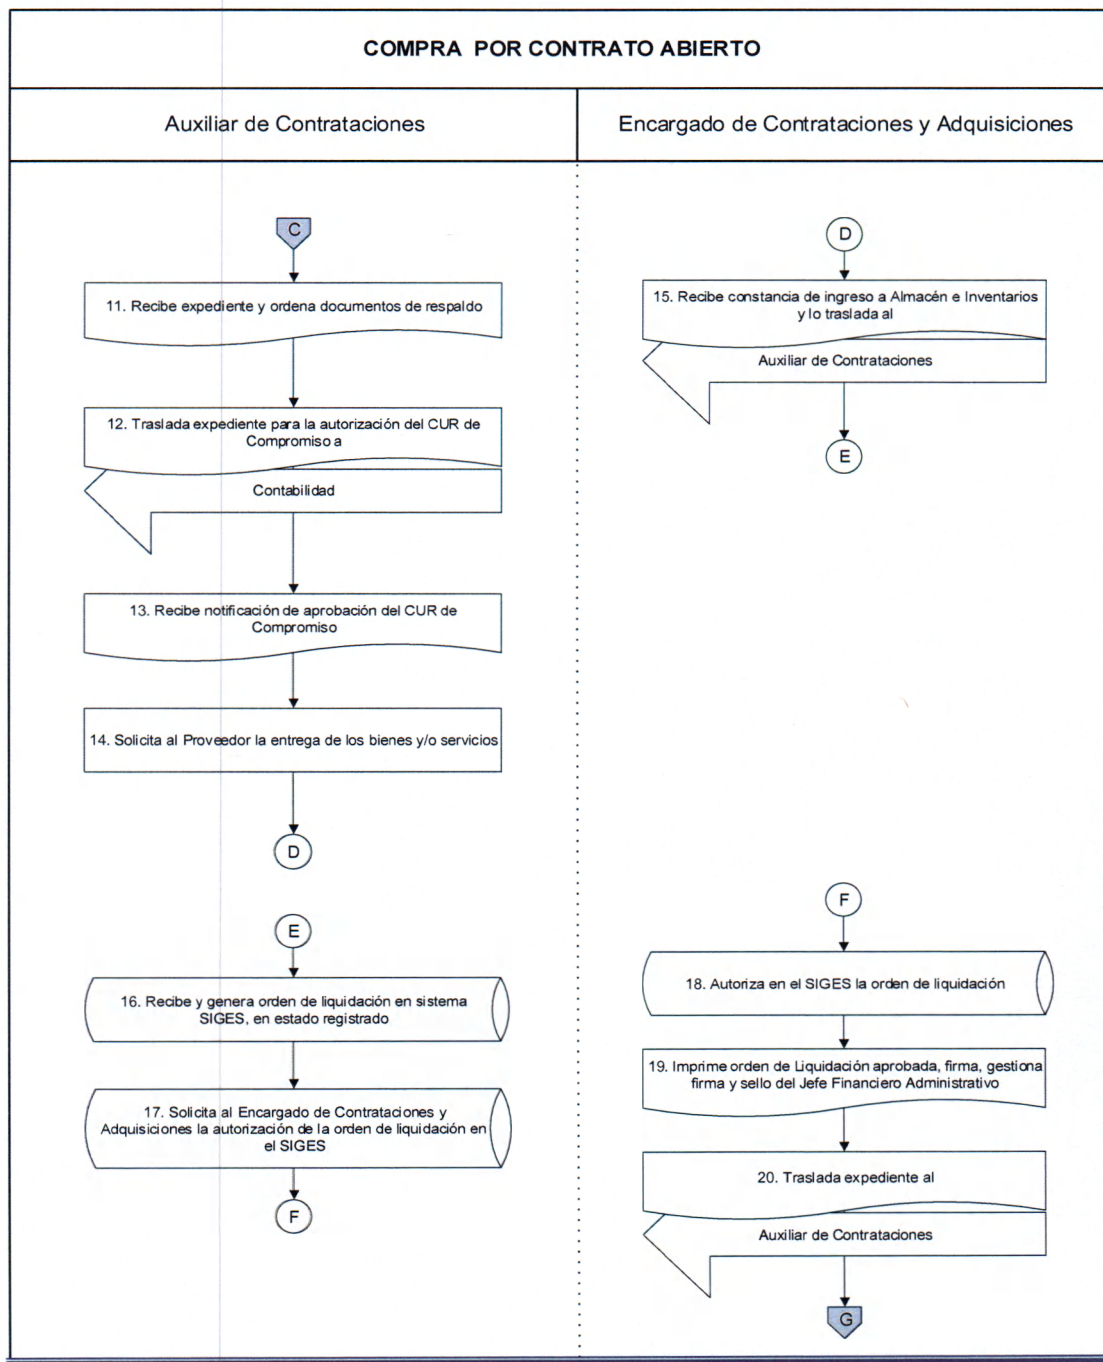 COMPRA POR CONTRATO ABIERTO
Auxiliar de Contrataciones
Encargado de Contrataciones y Adquisiciones
C
11. Recibe expediente y ordena documentos de respaldo
12. Traslada expediente para la autorización del CUR de
Compromiso a
Contabilidad
13. Recibe notificación de aprobación del CUR de
Compromiso
14. Solicita al Proveedor la entrega de los bienes y/o servicios
D
D
15. Recibe constancia de ingreso a Almacén e Inventarios
y lo traslada al
Auxiliar de Contrataciones
E
E
16. Recibe y genera orden de liquidación en sistema
SIGES, en estado registrado
17. Solicita al Encargado de Contrataciones y
Adquisiciones la autorización de la orden de liquidación en
el SIGES
F
F
18. Autoriza en el SIGES la orden de liquidación
19. Imprime orden de Liquidación aprobada, firma, gestiona
firma y sello del Jefe Financiero Administrativo
20. Traslada expediente al
Auxiliar de Contrataciones
G